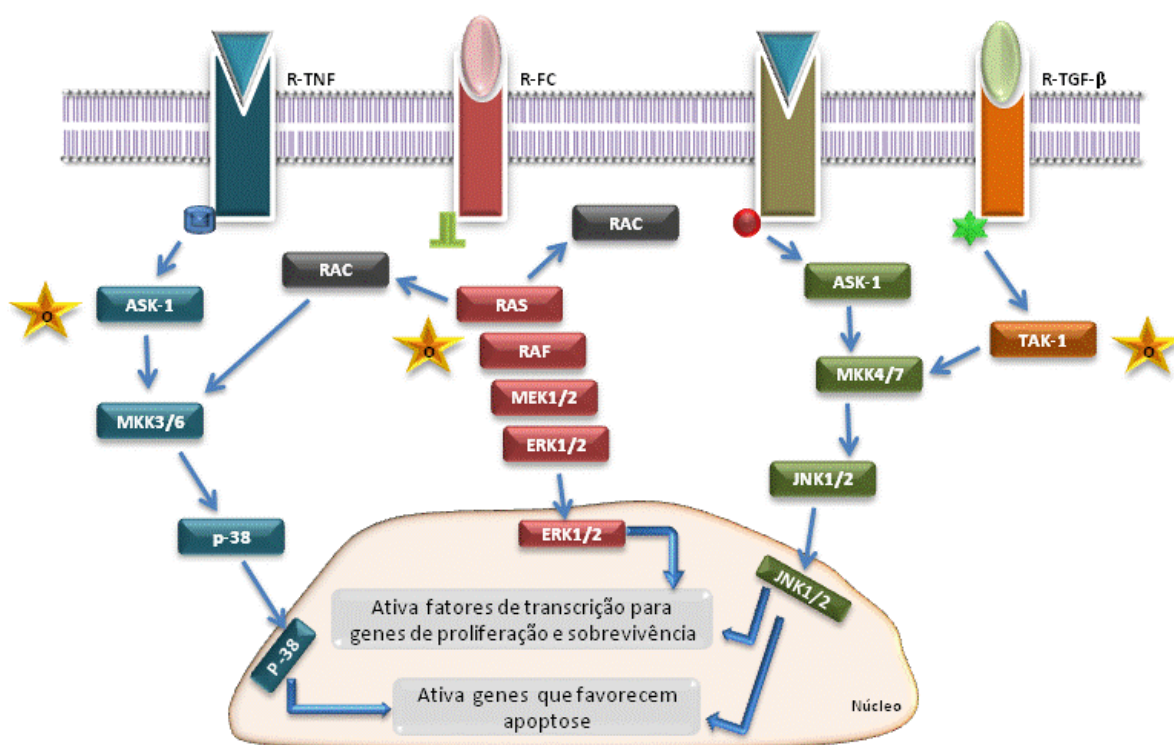 R-TNF
R-FC
R-TGF-β
RAC
RAC
ASK-1
RAS
ASK-1
O
O
RAF
TAK-1
O
MKK4/7
MEK1/2
MKK3/6
ERK1/2
JNK1/2
p-38
ERK1/2
JNK1/2
Ativa fatores de transcrição para
genes de proliferação e sobrevivência
P-38
Ativa genes que favorecem
apoptose
Núcleo